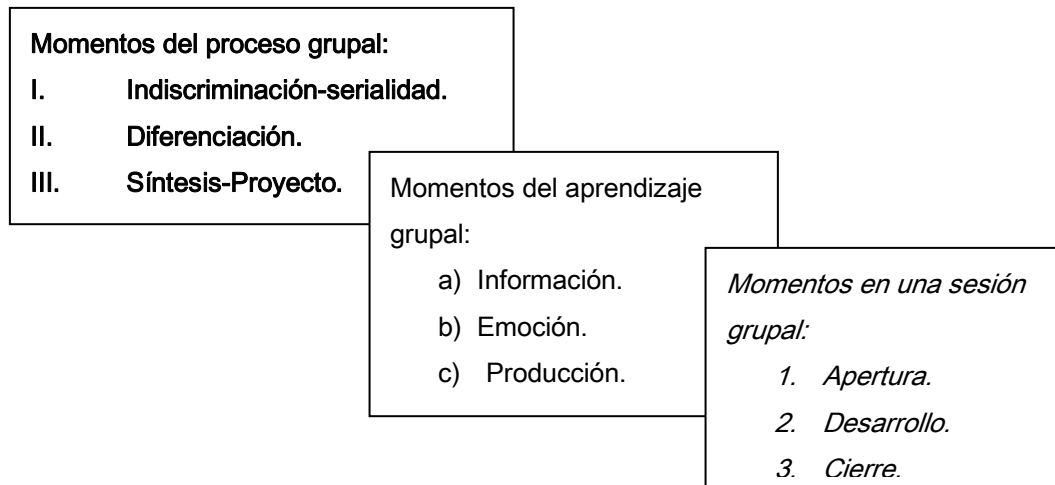 Momentos del proceso grupal:
I. Indiscriminación-serialidad.
II. Diferenciación.
III. Síntesis-Proyecto.
Momentos del aprendizaje
grupal:
a) Información.
b) Emoción.
c) Producción.
Momentos en una sesión
grupal:
1. Apertura.
2. Desarrollo.
3. Cierre.